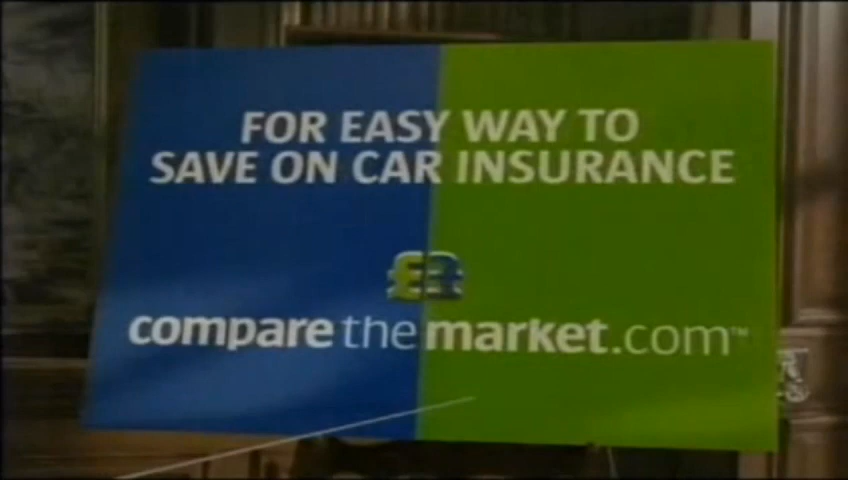 FOR EASY WAY TO
SAVE ON CAR INSURANCE
££
comparethemarket.com™